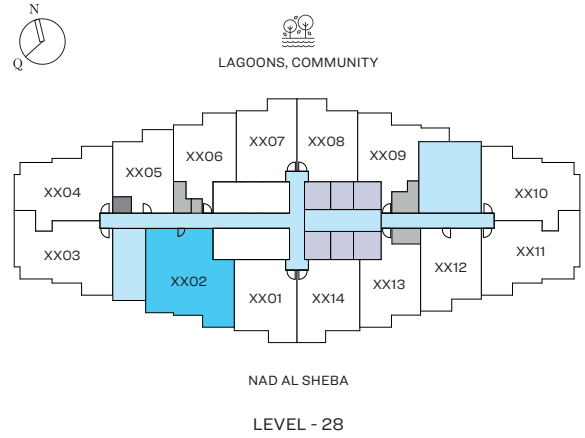 N
Q
LAGOONS, COMMUNITY
XX07
XX08
XX06
XX09
XX05
XX04
XX10
XX03
XX11
XX12
XX02
XX13
XX01
XX14
NAD AL SHEBA
LEVEL - 28